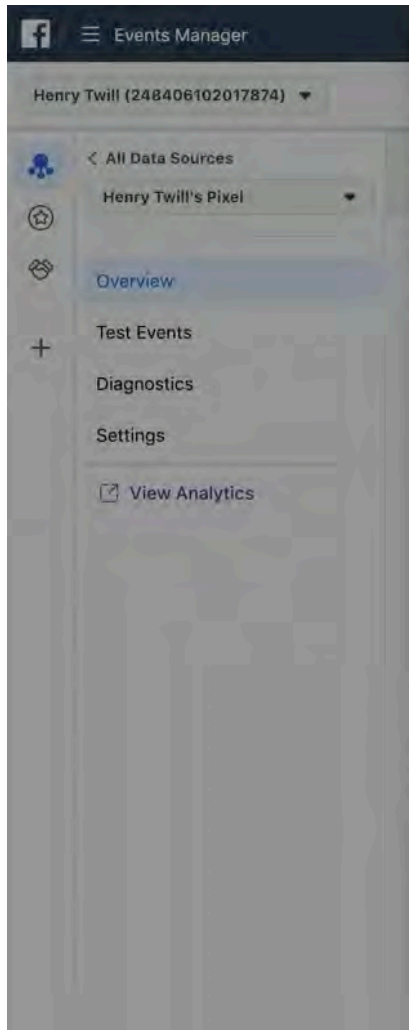 Events Manager
Henry Twill (248406102017874)
All Data Sources
Henry Twill's Pixel
Overview
Test Events
Diagnostics
Settings
View Analytics